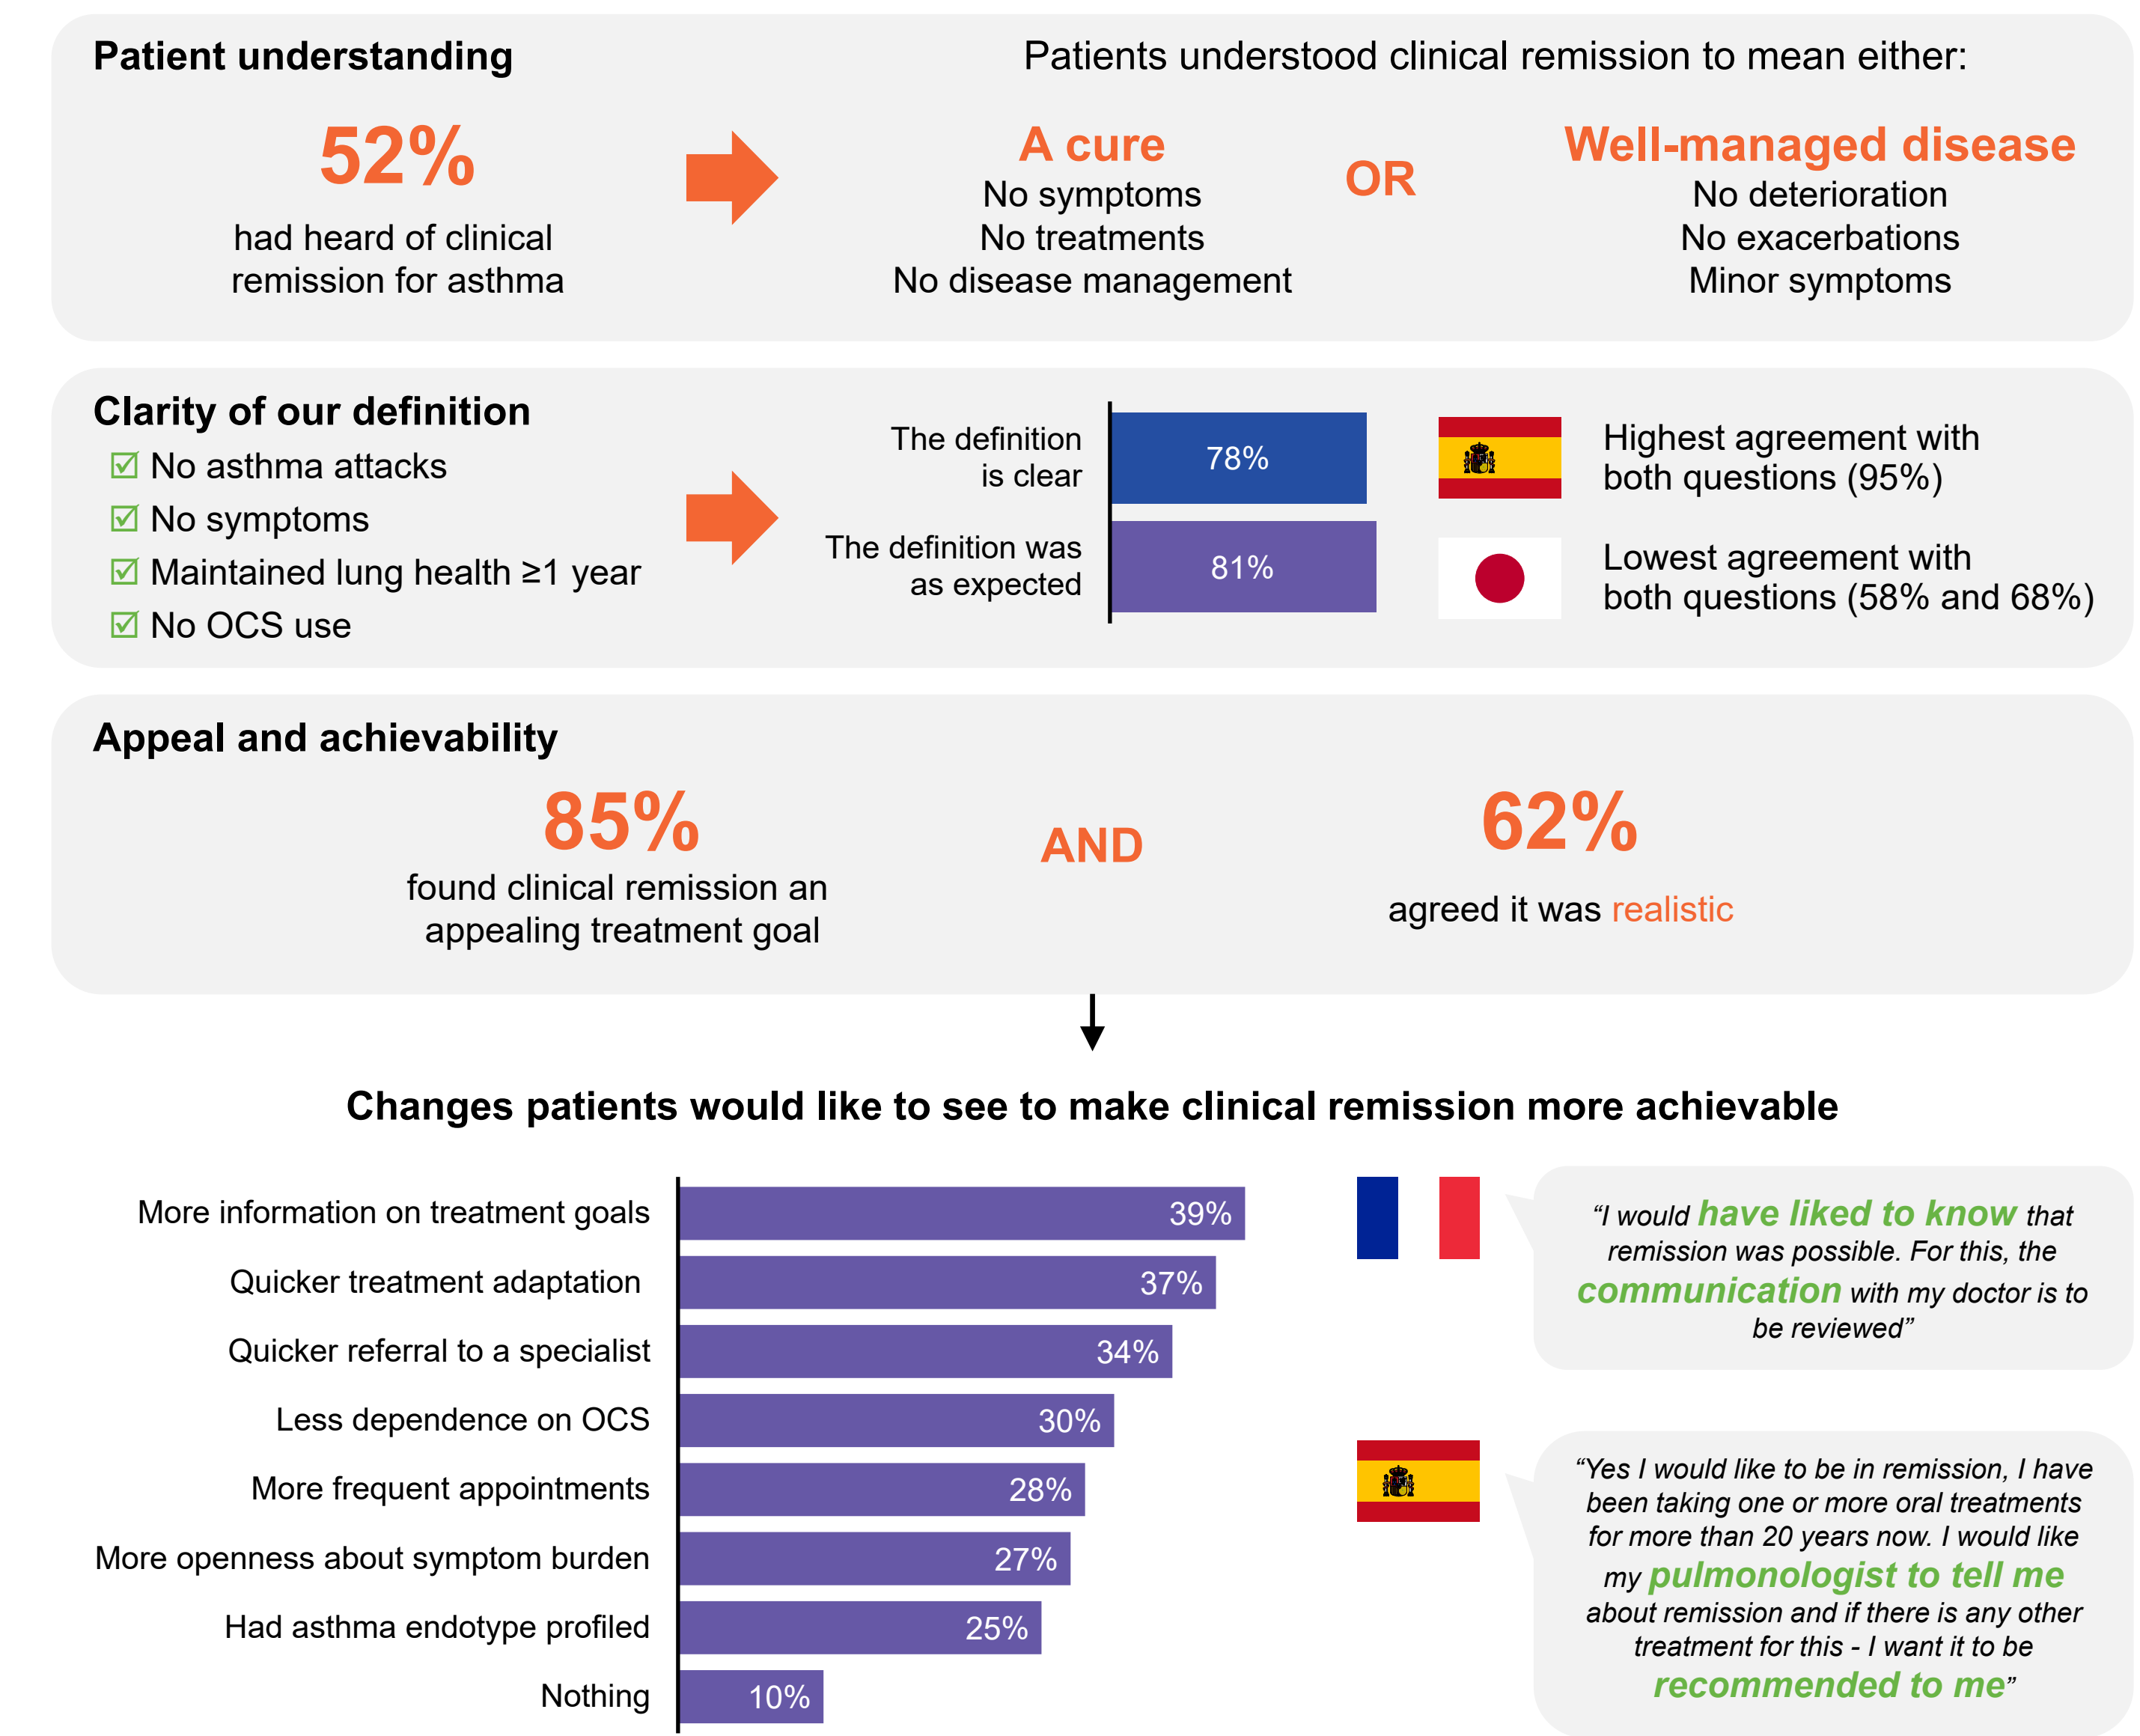 Patient understanding
52%
had heard of clinical
remission for asthma
Patients understood clinical remission to mean either:
A cure
No symptoms
No treatments
No disease management
OR
Well-managed disease
No deterioration
No exacerbations
Minor symptoms
Clarity of our definition
No asthma attacks
No symptoms
Maintained lung health ≥1 year
No OCS use
The definition
is clear
78%
The definition was
as expected
81%
Highest agreement with
both questions (95%)
Lowest agreement with
both questions (58% and 68%)
Appeal and achievability
85%
found clinical remission an
appealing treatment goal
AND
62%
agreed it was realistic
Changes patients would like to see to make clinical remission more achievable
More information on treatment goals 39%
Quicker treatment adaptation 37%
Quicker referral to a specialist 34%
Less dependence on OCS 30%
More frequent appointments 28%
More openness about symptom burden 27%
Had asthma endotype profiled 25%
Nothing 10%
“I would have liked to know that
remission was possible. For this, the
communication with my doctor is to
be reviewed”
“Yes I would like to be in remission, I have
been taking one or more oral treatments
for more than 20 years now. I would like
my pulmonologist to tell me
about remission and if there is any other
treatment for this - I want it to be
recommended to me”